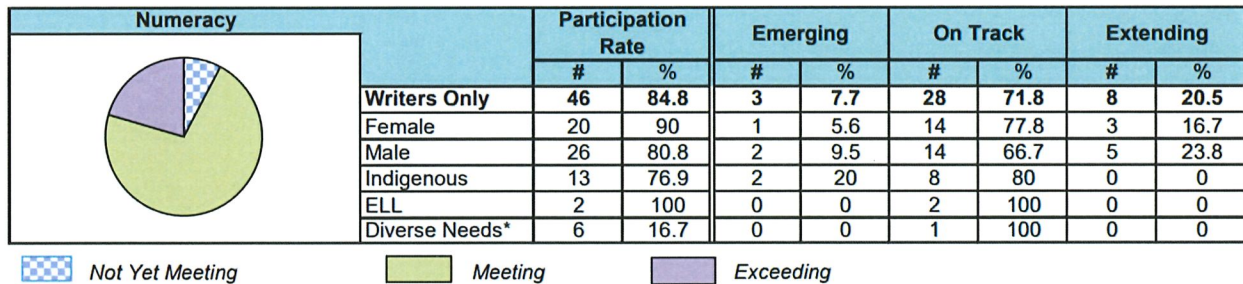 Numeracy
Participation Rate Emerging On Track Extending
# % # % # % # %
Writers Only 46 84.8 3 7.7 28 71.8 8 20.5
Female 20 90 1 5.6 14 77.8 3 16.7
Male 26 80.8 2 9.5 14 66.7 5 23.8
Indigenous 13 76.9 2 20 8 80 0 0
ELL 2 100 0 0 2 100 0 0
Diverse Needs* 6 16.7 0 0 1 100 0 0
Not Yet Meeting Meeting Exceeding